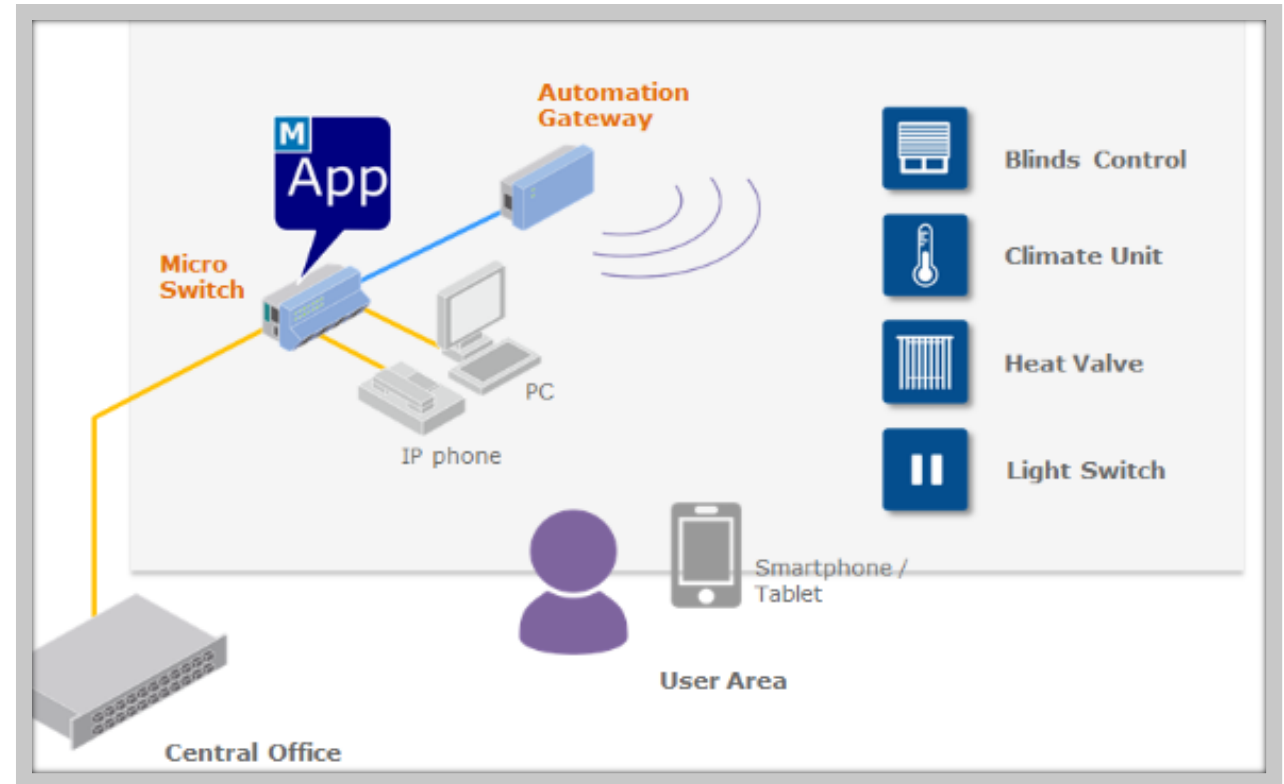 Automation
Gateway
M
App
Blinds Control
Climate Unit
Micro
Switch
Heat Valve
PC
IP phone
Light Switch
Smartphone /
Tablet
User Area
Central Office